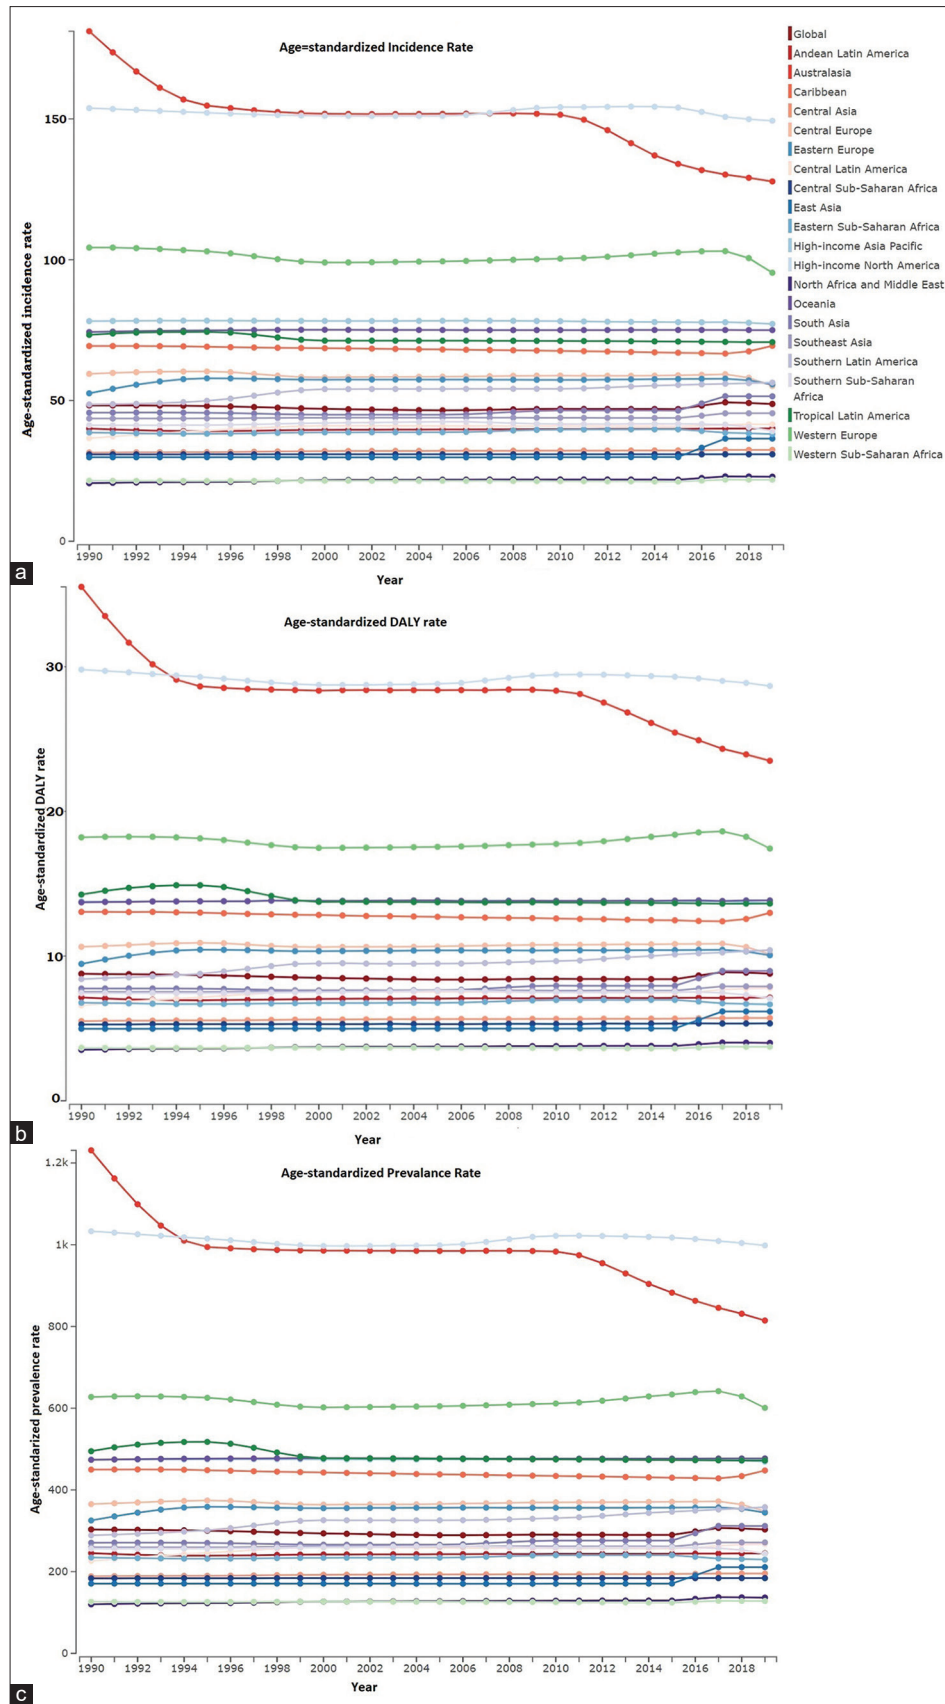 Age=standardized Incidence Rate
Global
Andean Latin America
Australasia
Caribbean
Central Asia
Central Europe
Eastern Europe
Central Latin America
Central Sub-Saharan Africa
East Asia
Eastern Sub-Saharan Africa
High-income Asia Pacific
High-income North America
North Africa and Middle East
Oceania
South Asia
Southeast Asia
Southern Latin America
Southern Sub-Saharan
Africa
Tropical Latin America
Western Europe
Western Sub-Saharan Africa
Age-standardized incidence rate
150
100
50
0
1990 1992 1994 1996 1998 2000 2002 2004 2006 2008 2010 2012 2014 2016 2018
Year
a
Age-standardized DALY rate
Age-standardized DALY rate
30
20
10
0
1990 1992 1994 1996 1998 2000 2002 2004 2006 2008 2010 2012 2014 2016 2018
Year
b
Age-standardized Prevalance Rate
Age-standarized prevalence rate
1.2k
1k
800
600
400
200
0
1990 1992 1994 1996 1998 2000 2002 2004 2006 2008 2010 2012 2014 2016 2018
Year
c